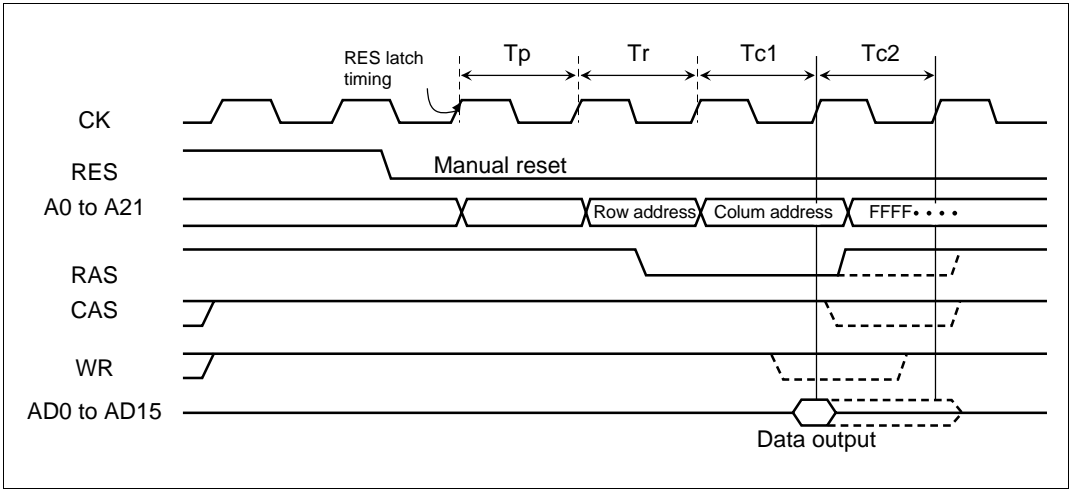 RES latch
timing
Tp
Tr
Tc1
Tc2
CK
RES
Manual reset
A0 to A21
Row address
Colum address
FFFF····
RAS
CAS
WR
AD0 to AD15
Data output